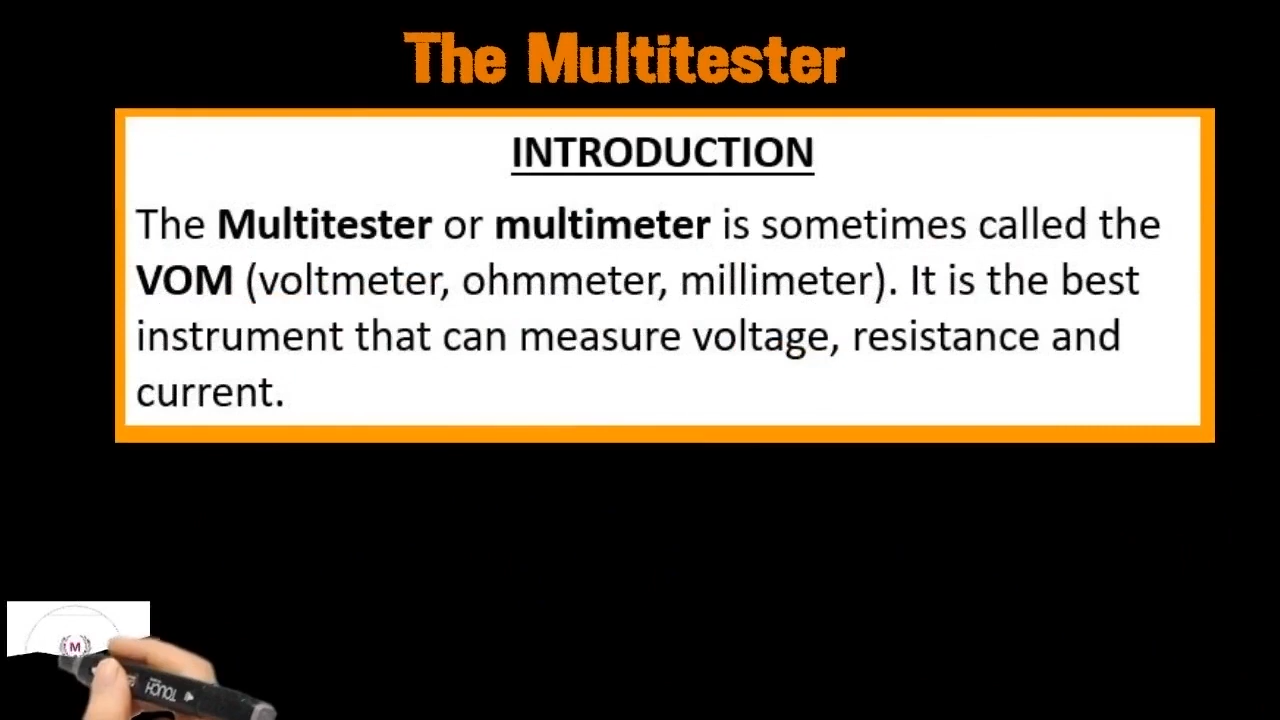 The Multitester
INTRODUCTION
The Multitester or multimeter is sometimes called the
VOM (voltmeter, ohmmeter, millimeter). It is the best
instrument that can measure voltage, resistance and
current.
M
TOUCH